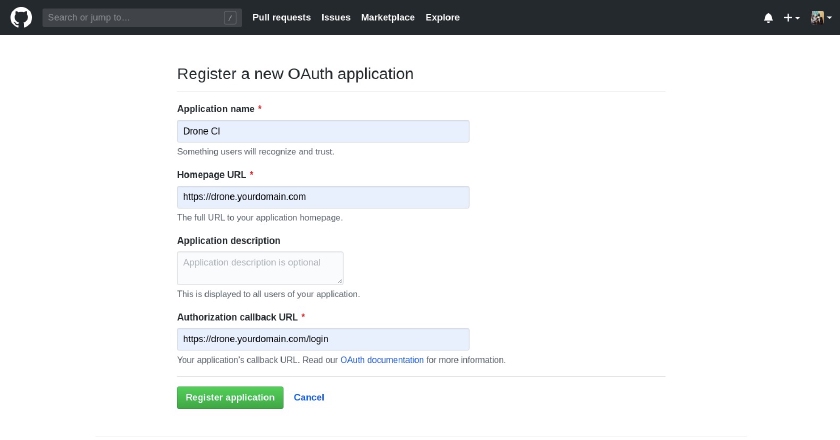 Search or jump to…
/
Pull requests Issues Marketplace Explore
Register a new OAuth application
Application name *
Drone CI
Something users will recognize and trust.
Homepage URL *
https://drone.yourdomain.com
The full URL to your application homepage.
Application description
Application description is optional
This is displayed to all users of your application.
Authorization callback URL *
https://drone.yourdomain.com/login
Your application's callback URL. Read our OAuth documentation for more information.
Register application Cancel